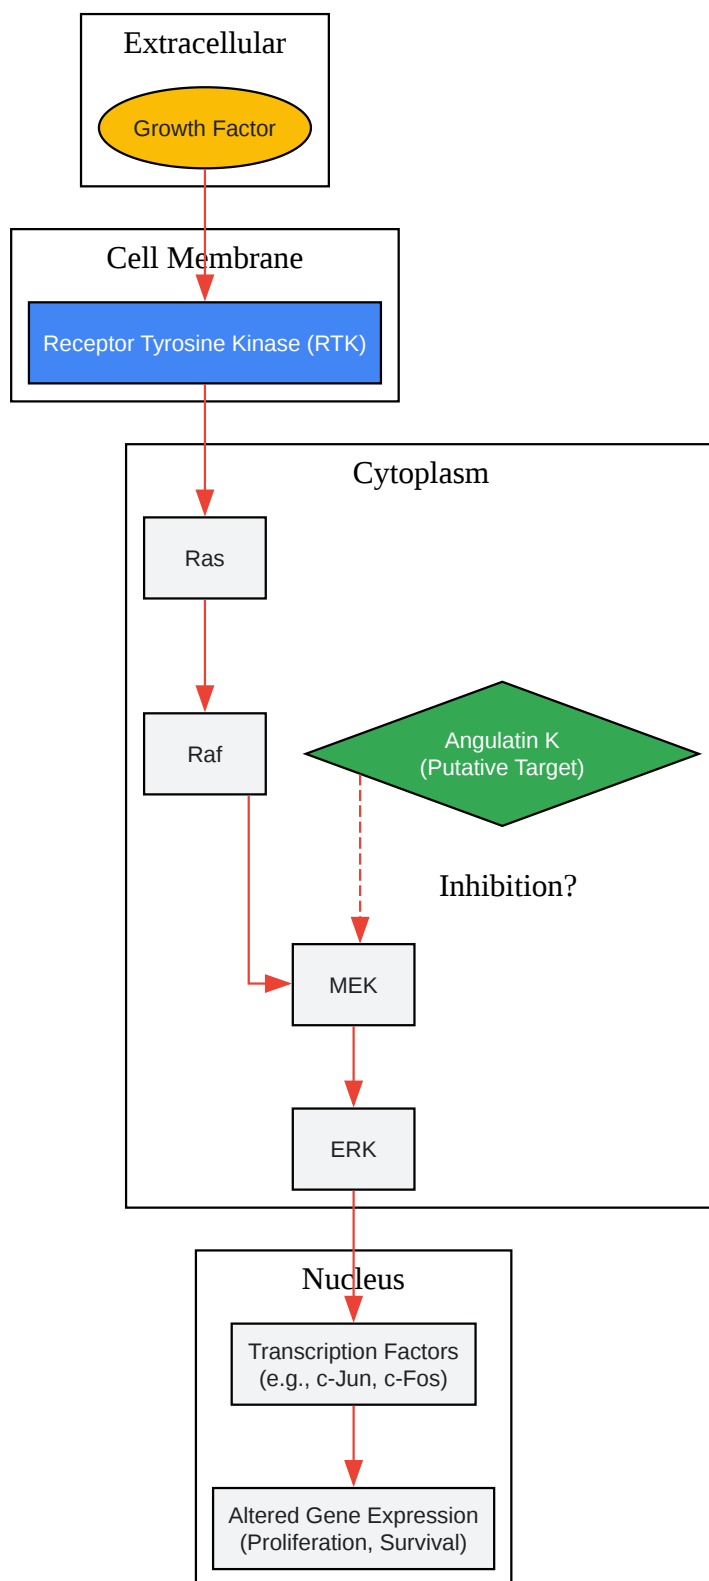 Extracellular
Growth Factor
Cell Membrane
Receptor Tyrosine Kinase (RTK)
Cytoplasm
Ras
Raf
Angulatin K
(Putative Target)
Inhibition?
MEK
ERK
Nucleus
Transcription Factors
(e.g., c-Jun, c-Fos)
Altered Gene Expression
(Proliferation, Survival)